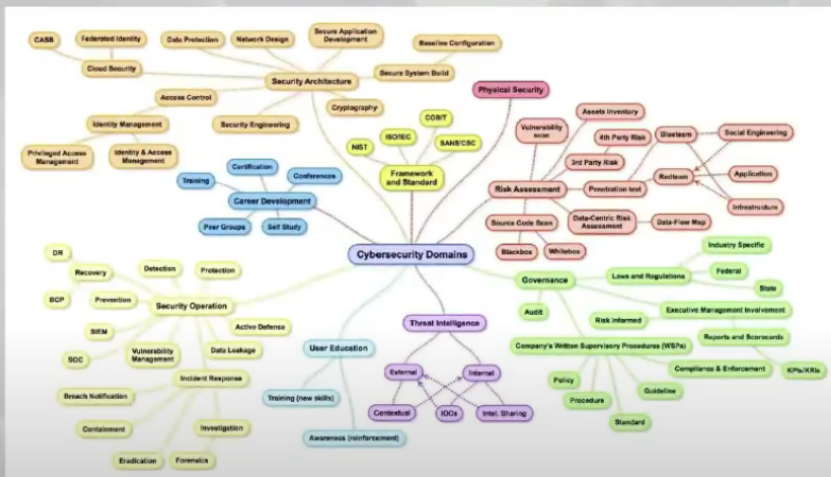 CASB
Federated Identity
Data Protection
Network Design
Secure Application
Development
Baseline Configuration
Cloud Security
Security Architecture
Secure System Build
Access Control
Cryptography
Identity Management
Security Engineering
Privileged Access
Management
Identity & Access
Management
Physical Security
COBIT
ISO/IEC
NIST
SANS/CSC
Framework
and Standard
Certification
Training
Conferences
Career Development
Peer Groups
Self Study
Assets Inventory
Vulnerability
scan
4th Party Risk
Blueteam
Social Engineering
3rd Party Risk
Redteam
Application
Risk Assessment
Penetration test
Infrastructure
Source Code Scan
Data-Centric Risk
Assessment
Data-Flow Map
Blackbox
Whitebox
Cybersecurity Domains
DR
Recovery
Detection
Protection
BCP
Prevention
Security Operation
SIEM
Active Defense
SOC
Vulnerability
Management
Data Leakage
Incident Response
Breach Notification
Containment
Investigation
Eradication
Forensics
User Education
Training (new skills)
Awareness (reinforcement)
Threat Intelligence
External
Internal
Contextual
IOCs
Intel. Sharing
Industry Specific
Governance
Laws and Regulations
Federal
State
Audit
Risk Informed
Executive Management Involvement
Company's Written Supervisory Procedures (WSPs)
Reports and Scorecards
Compliance & Enforcement
KPIs/KRIs
Policy
Procedure
Guideline
Standard